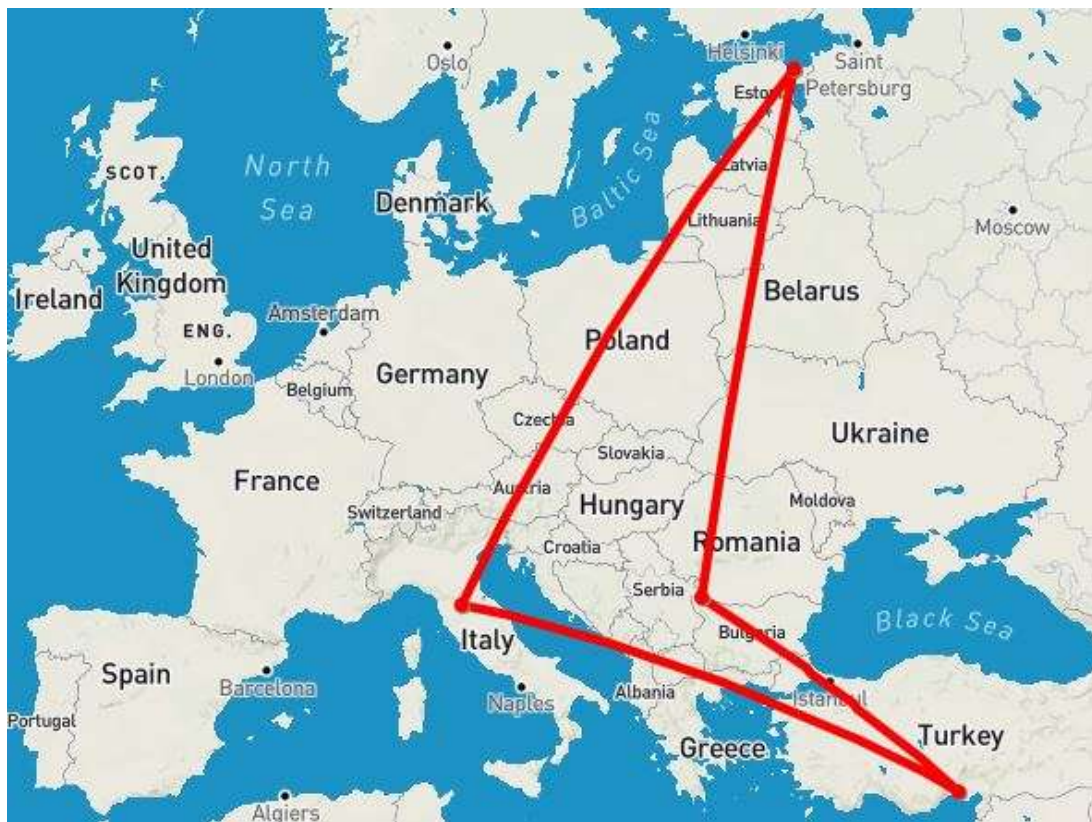 Helsinki
Oslo
Saint
Petersburg
Estonia
SCOT.
North
Sea
Baltic Sea
Latvia
Denmark
Lithuania
Moscow
United
Kingdom
Ireland
Belarus
Amsterdam
ENG.
Poland
London
Belgium
Germany
Czechia
Ukraine
Slovakia
France
Austria
Moldova
Switzerland
Hungary
Croatia
Romania
Serbia
Black Sea
Bulgaria
Italy
Spain
Barcelona
Albania
Istanbul
Naples
Portugal
Turkey
Greece
Algiers